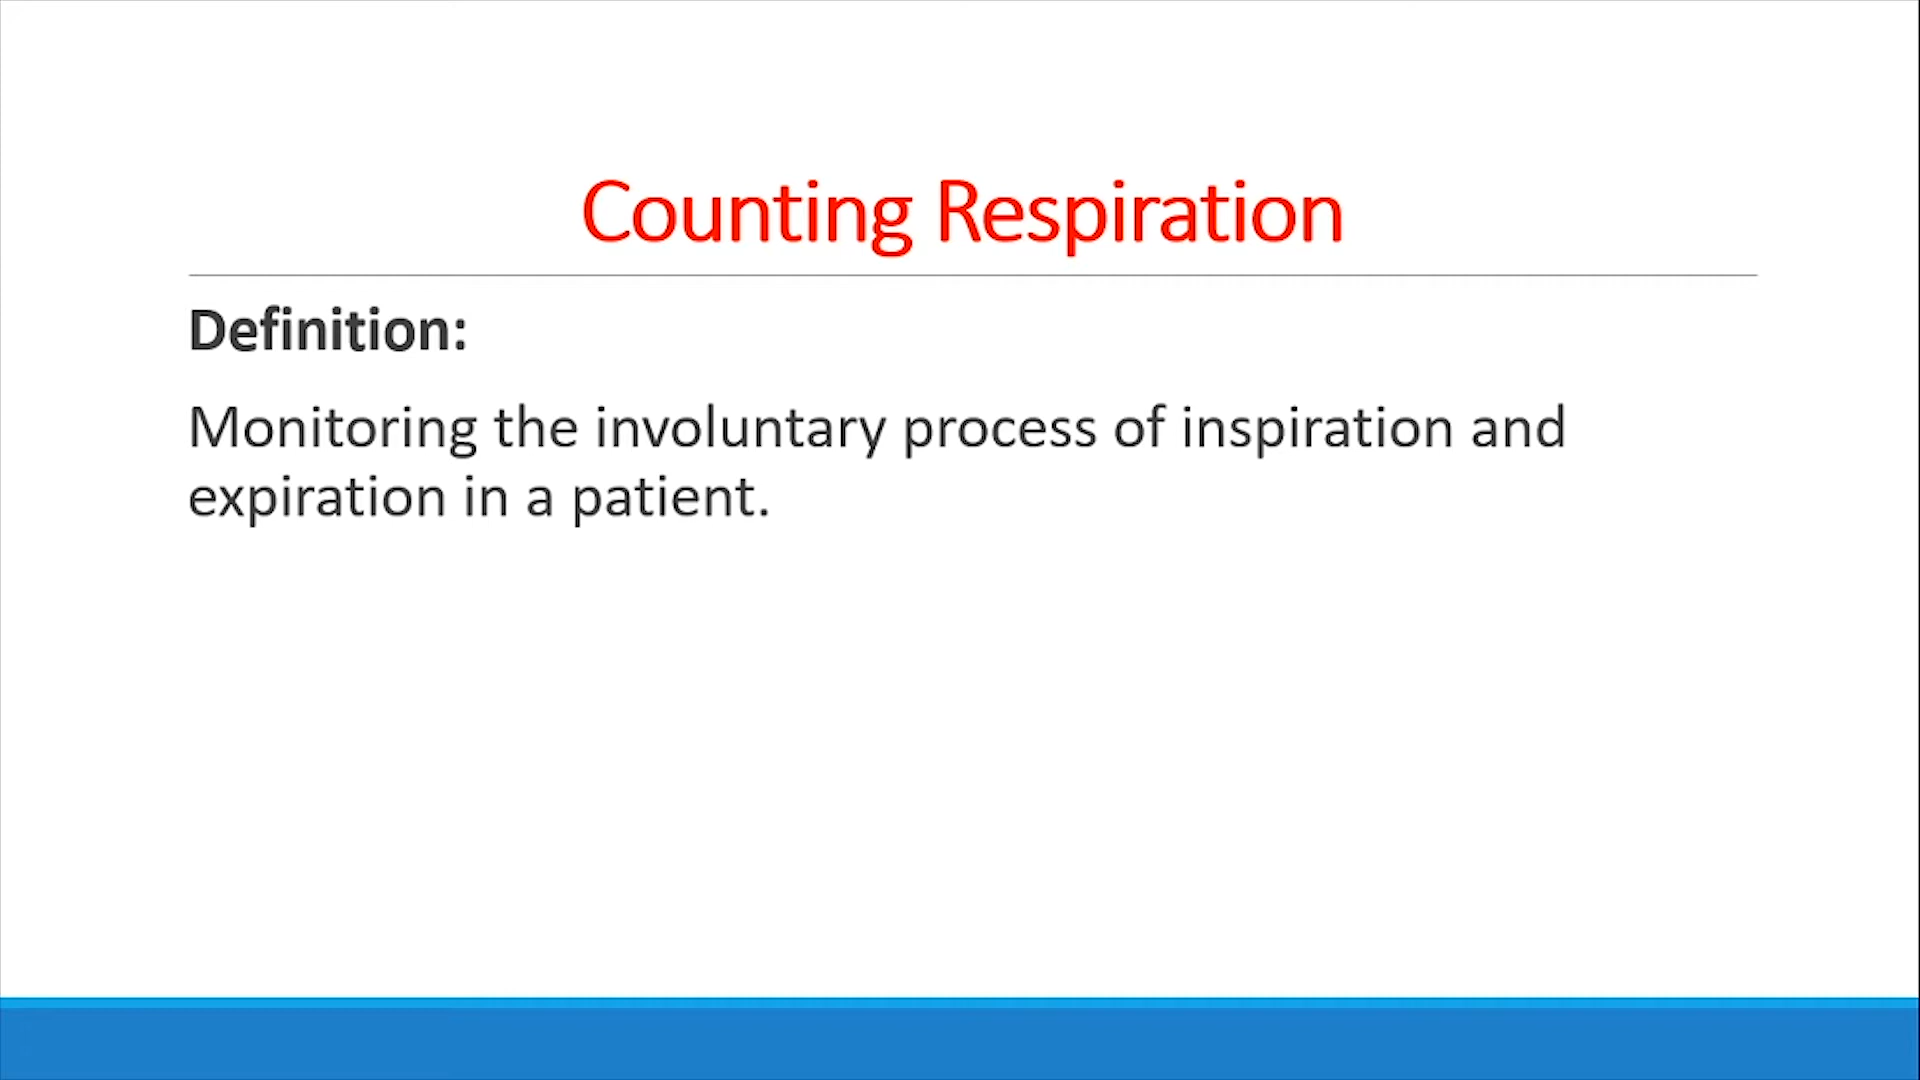 Counting Respiration
Definition:
Monitoring the involuntary process of inspiration and
expiration in a patient.